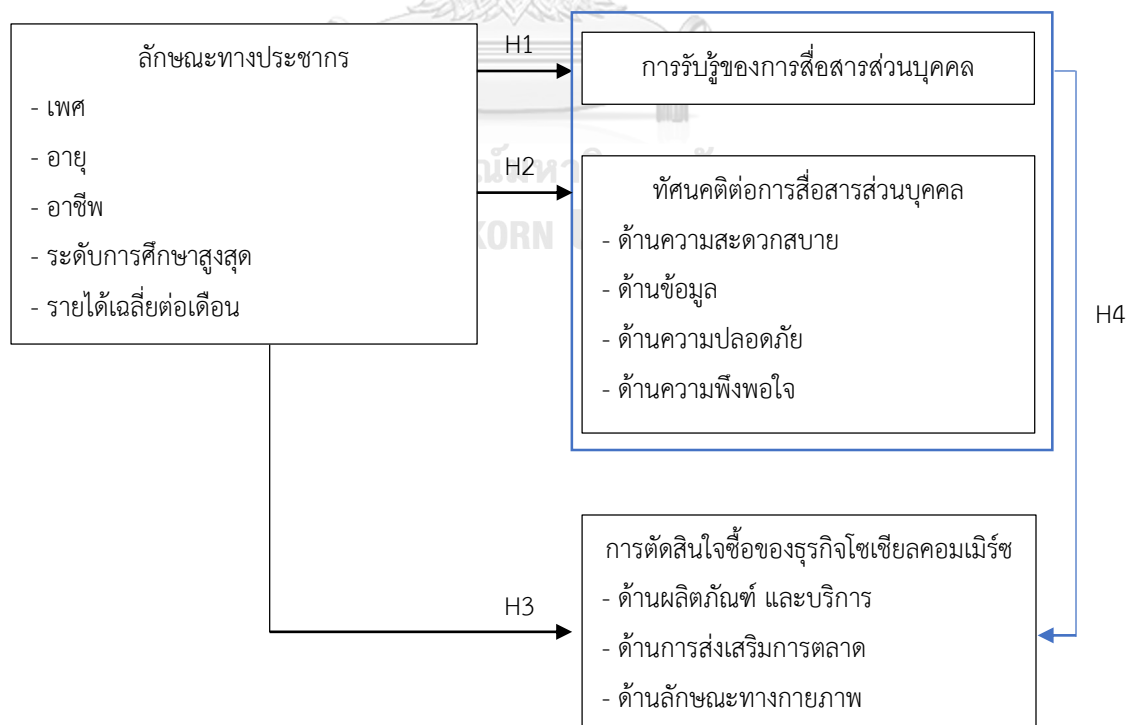 ลักษณะทางประชากร
- เพศ
- อายุ
- อาชีพ
- ระดับการศึกษาสูงสุด
- รายได้เฉลี่ยต่อเดือน
H1
H2
การรับรู้ของการสื่อสารส่วนบุคคล
ทัศนคติต่อการสื่อสารส่วนบุคคล
- ด้านความสะดวกสบาย
- ด้านข้อมูล
- ด้านความปลอดภัย
- ด้านความพึงพอใจ
H4
H3
การตัดสินใจซื้อของธุรกิจโซเชียลคอมเมิร์ซ
- ด้านผลิตภัณฑ์ และบริการ
- ด้านการส่งเสริมการตลาด
- ด้านลักษณะทางกายภาพ